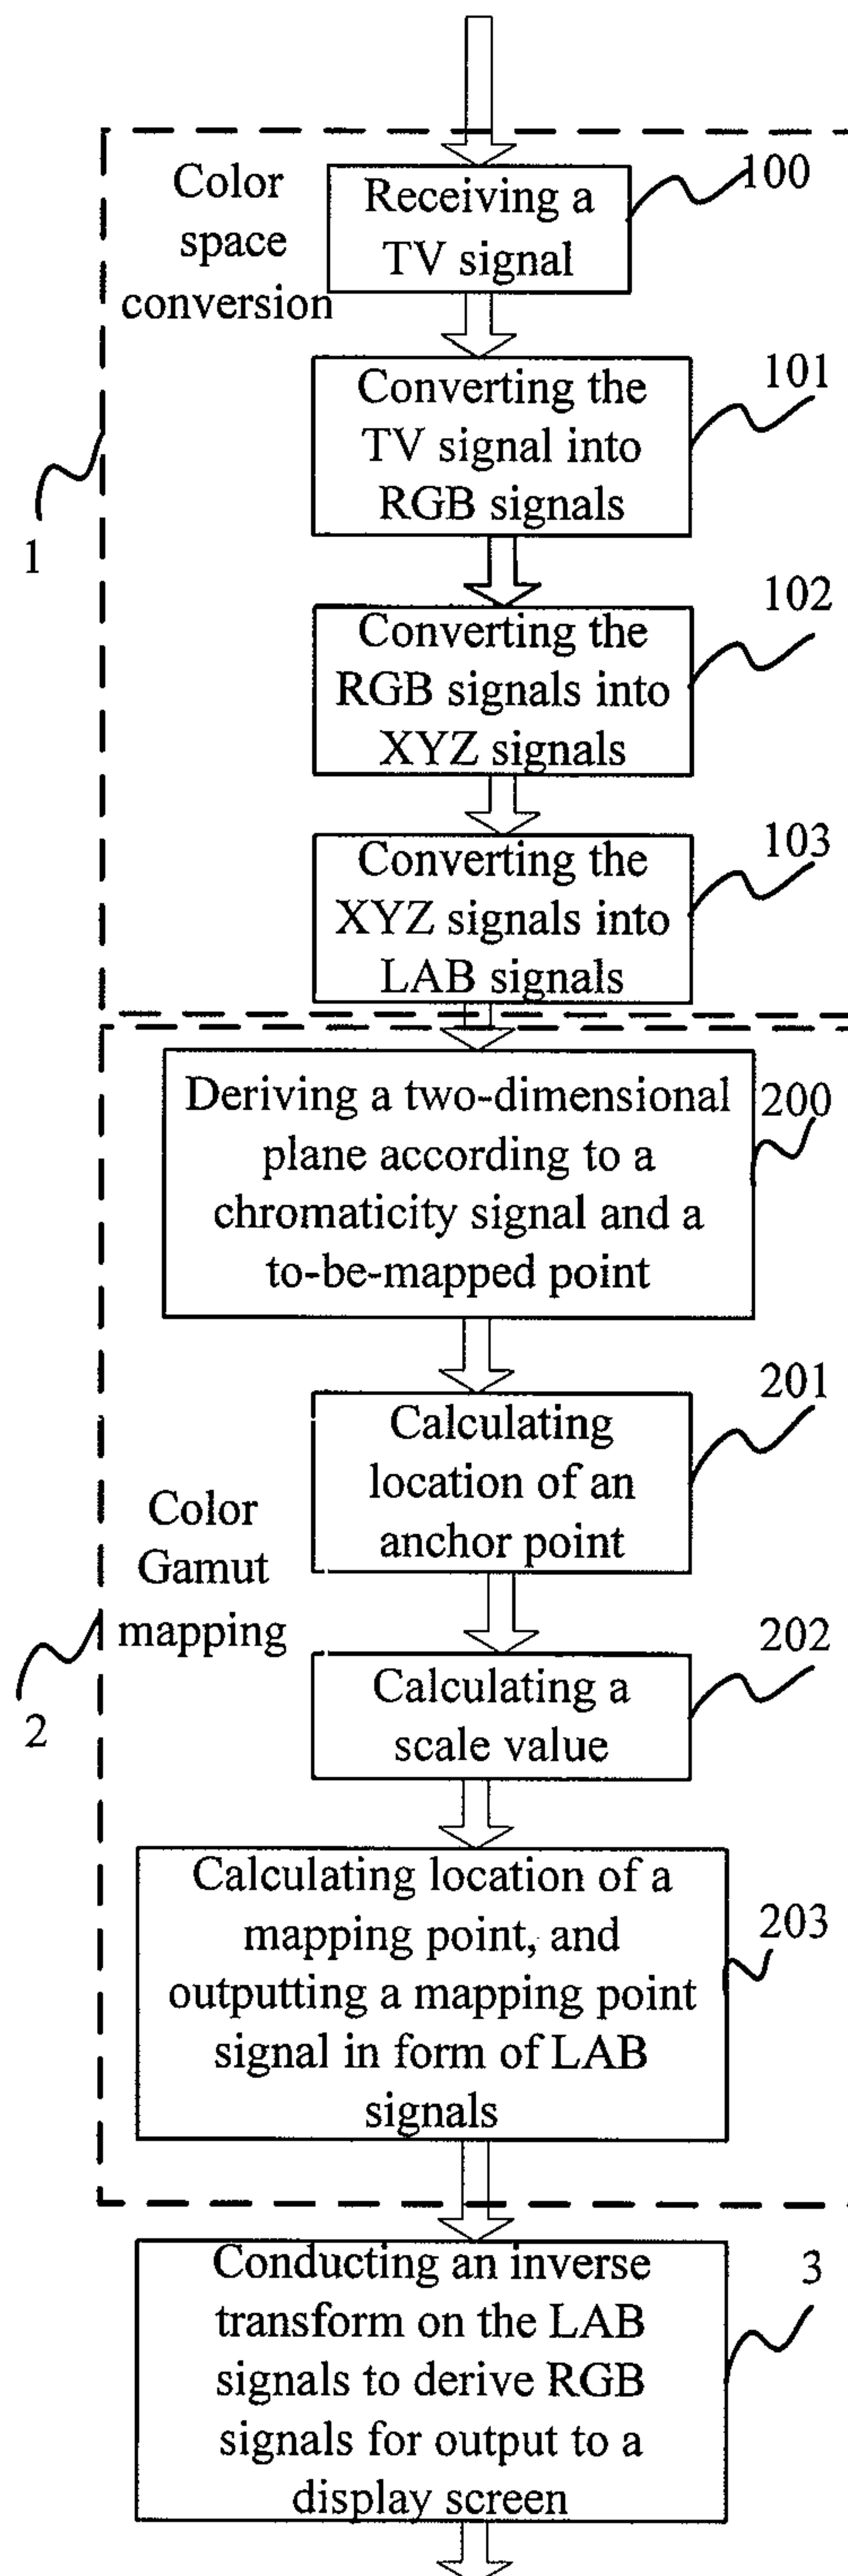 Color
space
conversion
Receiving a
TV signal
100
Converting the
TV signal into
RGB signals
101
1
Converting the
RGB signals into
XYZ signals
102
Converting the
XYZ signals into
LAB signals
103
Deriving a two-dimensional
plane according to a
chromaticity signal and a
to-be-mapped point
200
Calculating
location of an
anchor point
201
Color
Gamut
mapping
2
Calculating a
scale value
202
Calculating location of a
mapping point, and
outputting a mapping point
signal in form of LAB
signals
203
Conducting an inverse
transform on the LAB
signals to derive RGB
signals for output to a
display screen
3